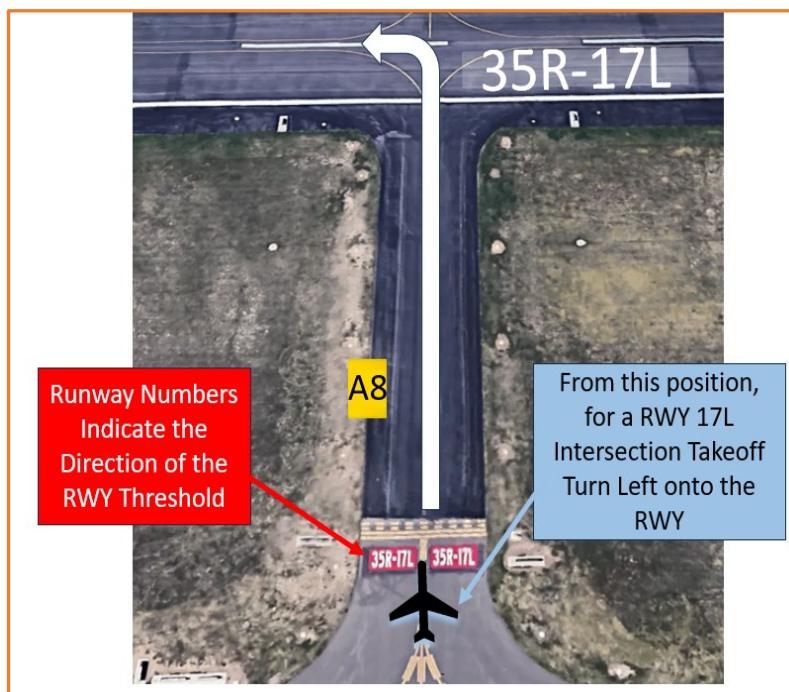 35R-17L
A8
Runway Numbers
Indicate the
Direction of the
RWY Threshold
From this position,
for a RWY 17L
Intersection Takeoff
Turn Left onto the
RWY
35R-17L 35R-17L